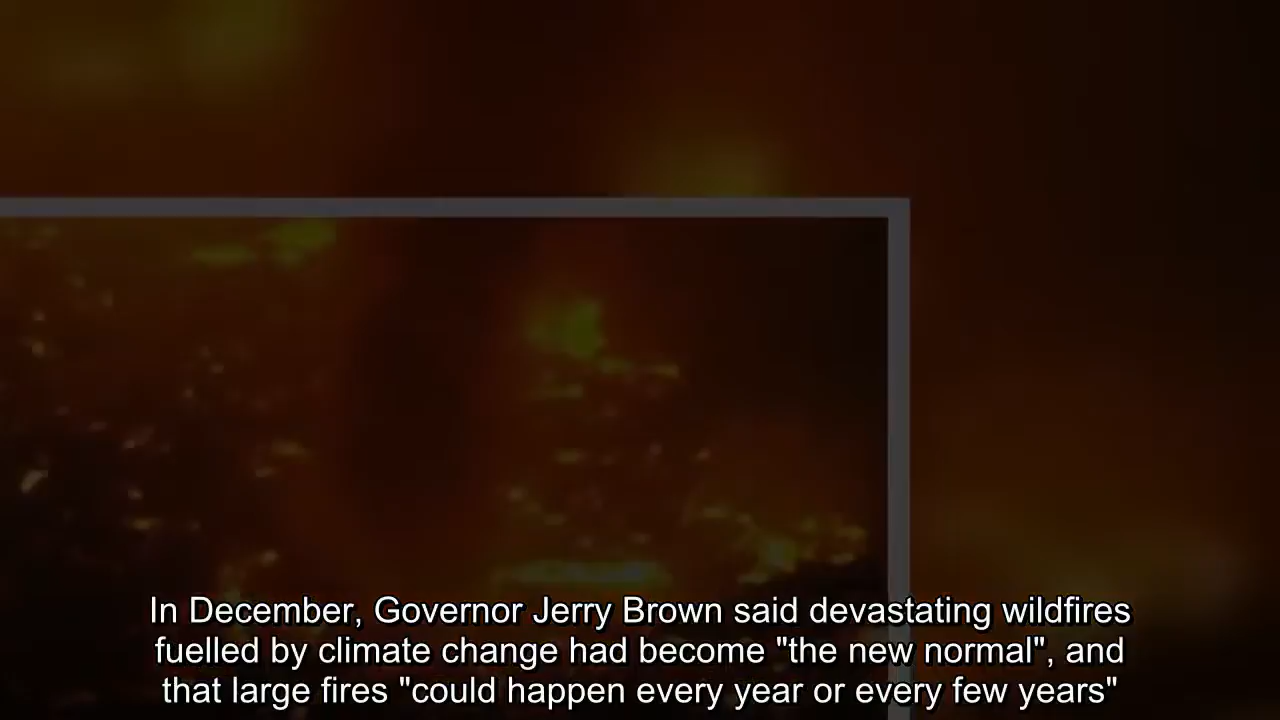 In December, Governor Jerry Brown said devastating wildfires
fuelled by climate change had become "the new normal", and
that large fires "could happen every year or every few years"